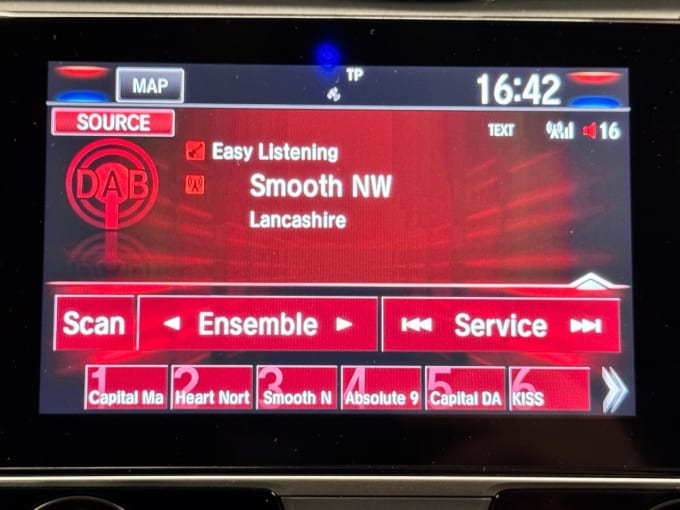 MAP
TP
16:42
SOURCE
TEXT
16
DAB
Easy Listening
Smooth NW
Lancashire
Scan
Ensemble
Service
1 Capital Ma
2 Heart Nort
3 Smooth N
4 Absolute 9
5 Capital DA
6 KISS